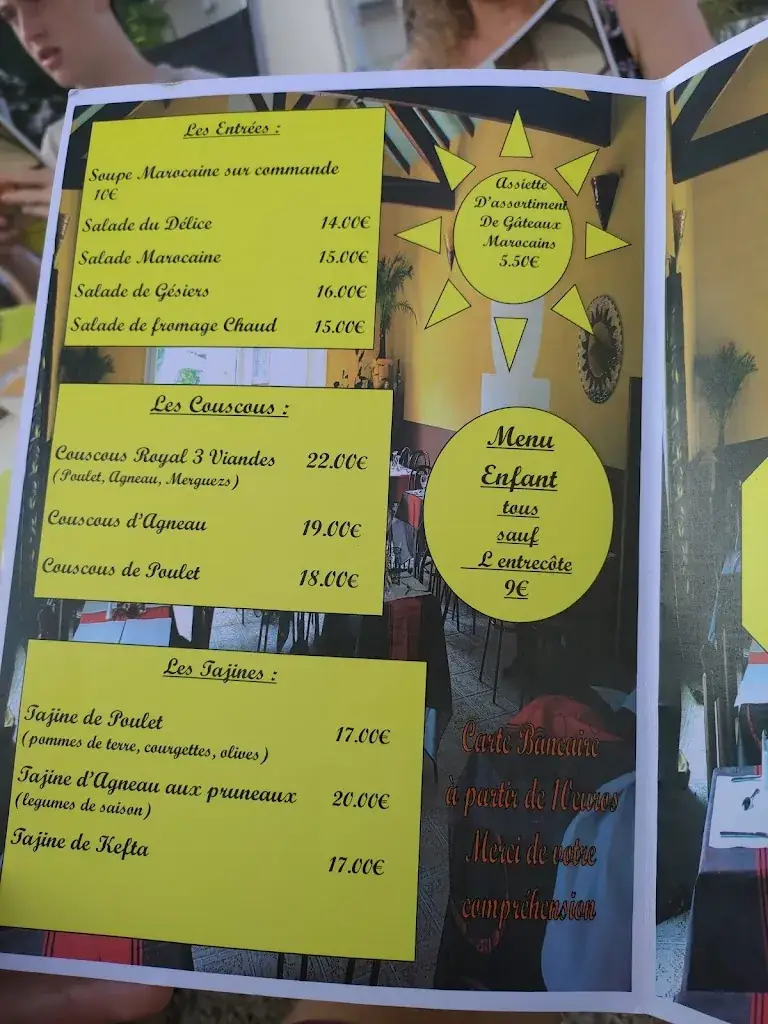 Les Entrées :
Soupe Marocaine sur commande
10€
Salade du Délice 14.00€
Salade Marocaine 15.00€
Salade de Gésiers 16.00€
Salade de fromage Chaud 15.00€
Assiette
D'assortiment
De Gâteaux
Marocains
5.50€
Les Couscous :
Couscous Royal 3 Viandes 22.00€
(Poulet, Agneau, Merguezs)
Couscous d'Agneau 19.00€
Couscous de Poulet 18.00€
Menu
Enfant
tous
sauf
L entrecôte
9€
Les Tajines :
Tajine de Poulet 17.00€
(pommes de terre, courgettes, olives)
Tajine d'Agneau aux pruneaux 20.00€
(legumes de saison)
Tajine de Kefta 17.00€
Carte Bancaire
à partir de 10 euros
Merci de votre
compréhension